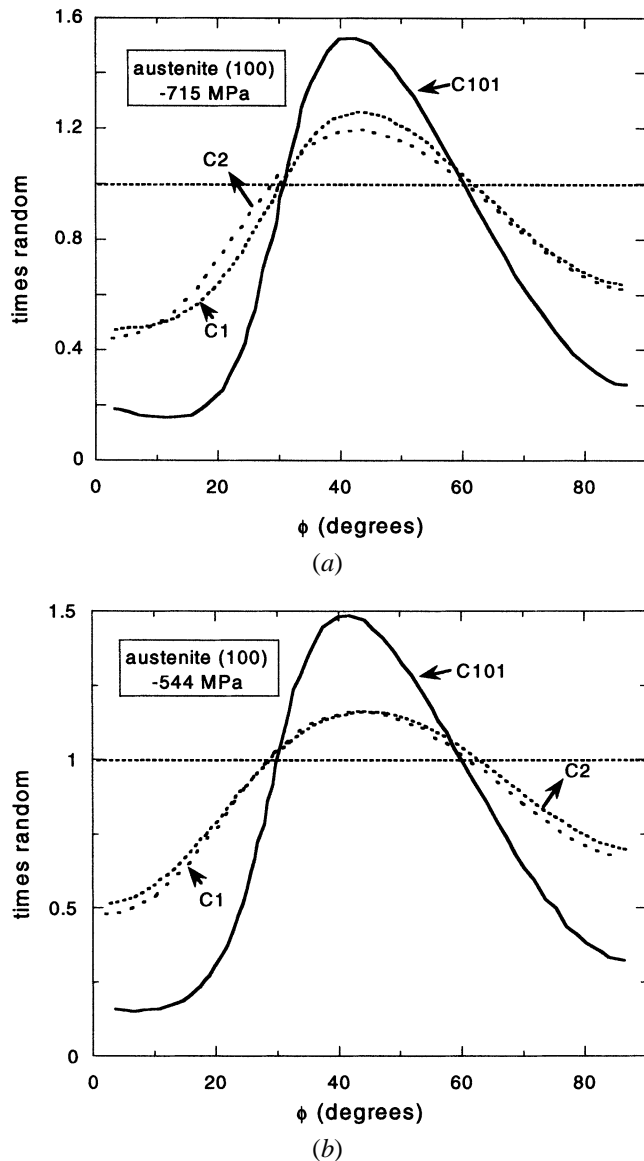 1.6
austenite (100)
-715 MPa
C101
1.2
C2
times random
0.8
C1
0.4
0
0 20 40 60 80
ϕ (degrees)
(a)
1.5
austenite (100)
-544 MPa
C101
1
C2
times random
C1
0.5
0
0 20 40 60 80
ϕ (degrees)
(b)